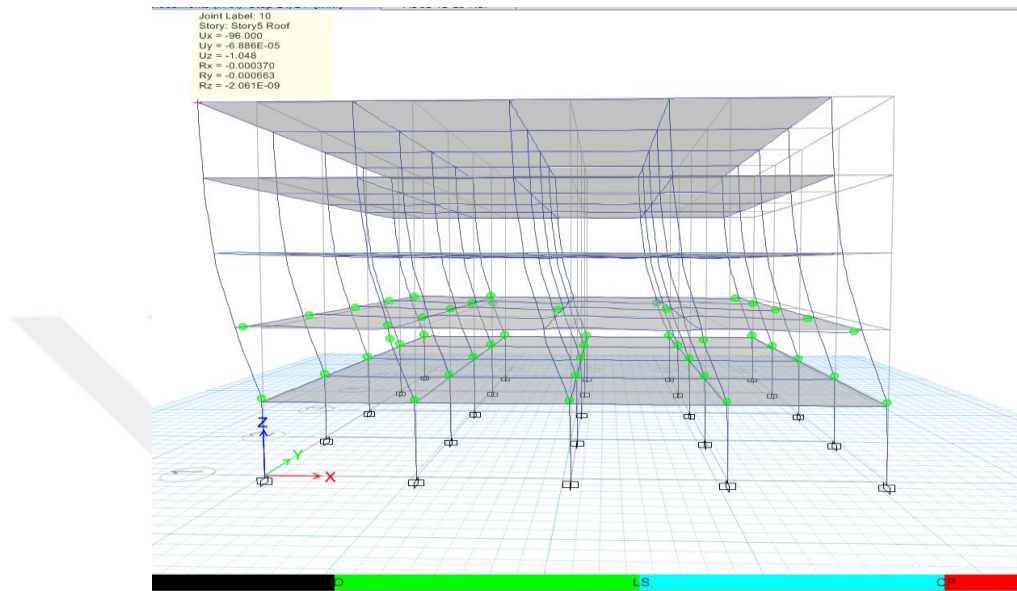 Joint Label: 10
Story: Story5 Roof
Ux = -96.000
Uy = -6.886E-05
Uz = -1.048
Rx = -0.000370
Ry = -0.000663
Rz = -2.061E-09
Z
Y
X
IO LS CP